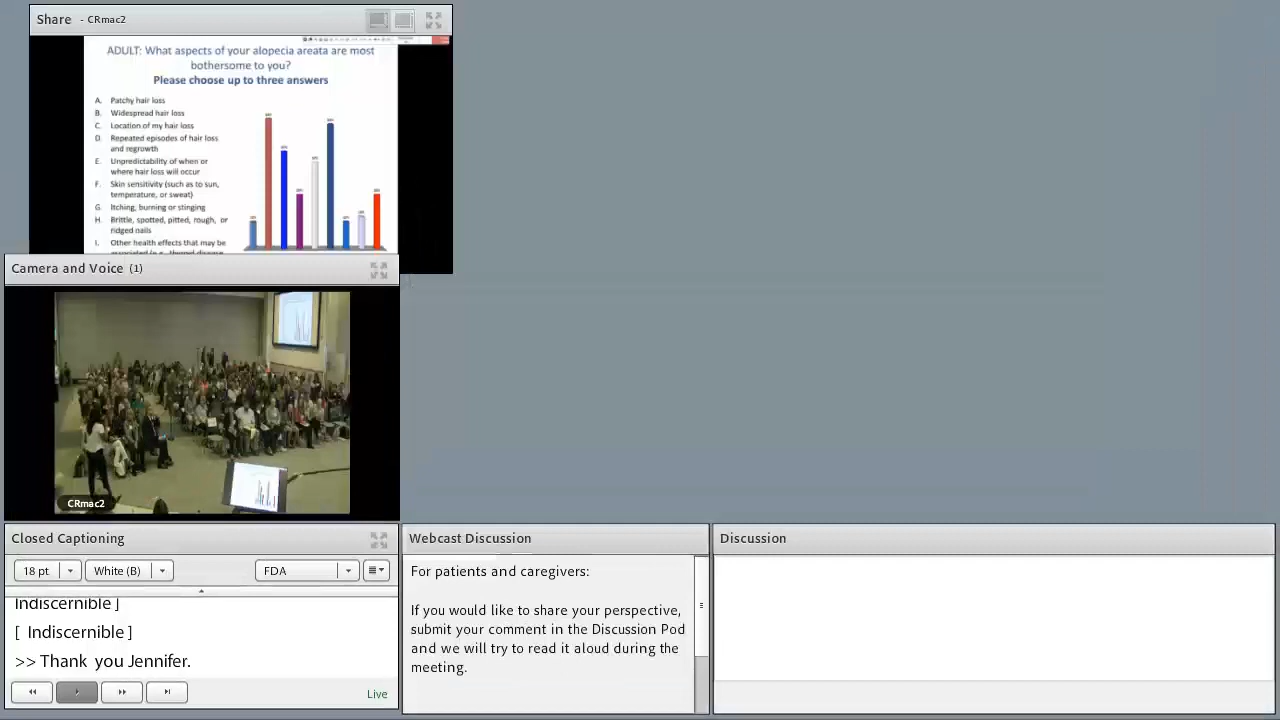 Share - CRmac2
ADULT: What aspects of your alopecia areata are most
bothersome to you?
Please choose up to three answers
A. Patchy hair loss
B. Widespread hair loss
C. Location of my hair loss
D. Repeated episodes of hair loss
and regrowth
E. Unpredictability of when or
where hair loss will occur
F. Skin sensitivity (such as to sun,
temperature, or sweat)
G. Itching, burning or stinging
H. Brittle, spotted, pitted, rough, or
ridged nails
I. Other health effects that may be
Camera and Voice (1)
CRmac2
Closed Captioning
18 pt
White (B)
FDA
Indiscernible ]
[ Indiscernible ]
>> Thank you Jennifer.
Live
Webcast Discussion
For patients and caregivers:
If you would like to share your perspective,
submit your comment in the Discussion Pod
and we will try to read it aloud during the
meeting.
Discussion